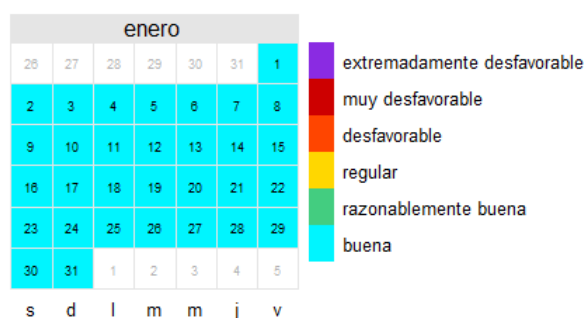 enero
26 27 28 29 30 31 1
2 3 4 5 6 7 8
9 10 11 12 13 14 15
16 17 18 19 20 21 22
23 24 25 26 27 28 29
30 31 1 2 3 4 5
s d l m m j v
extremadamente desfavorable
muy desfavorable
desfavorable
regular
razonablemente buena
buena